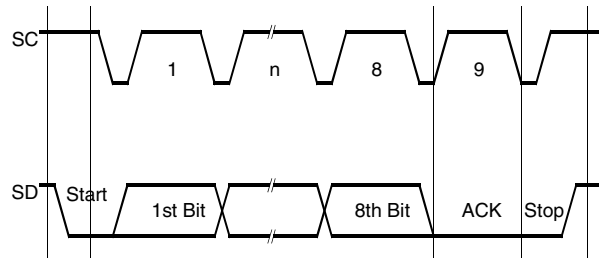 SC
1 n 8 9
SD
Start
1st Bit 8th Bit ACK Stop